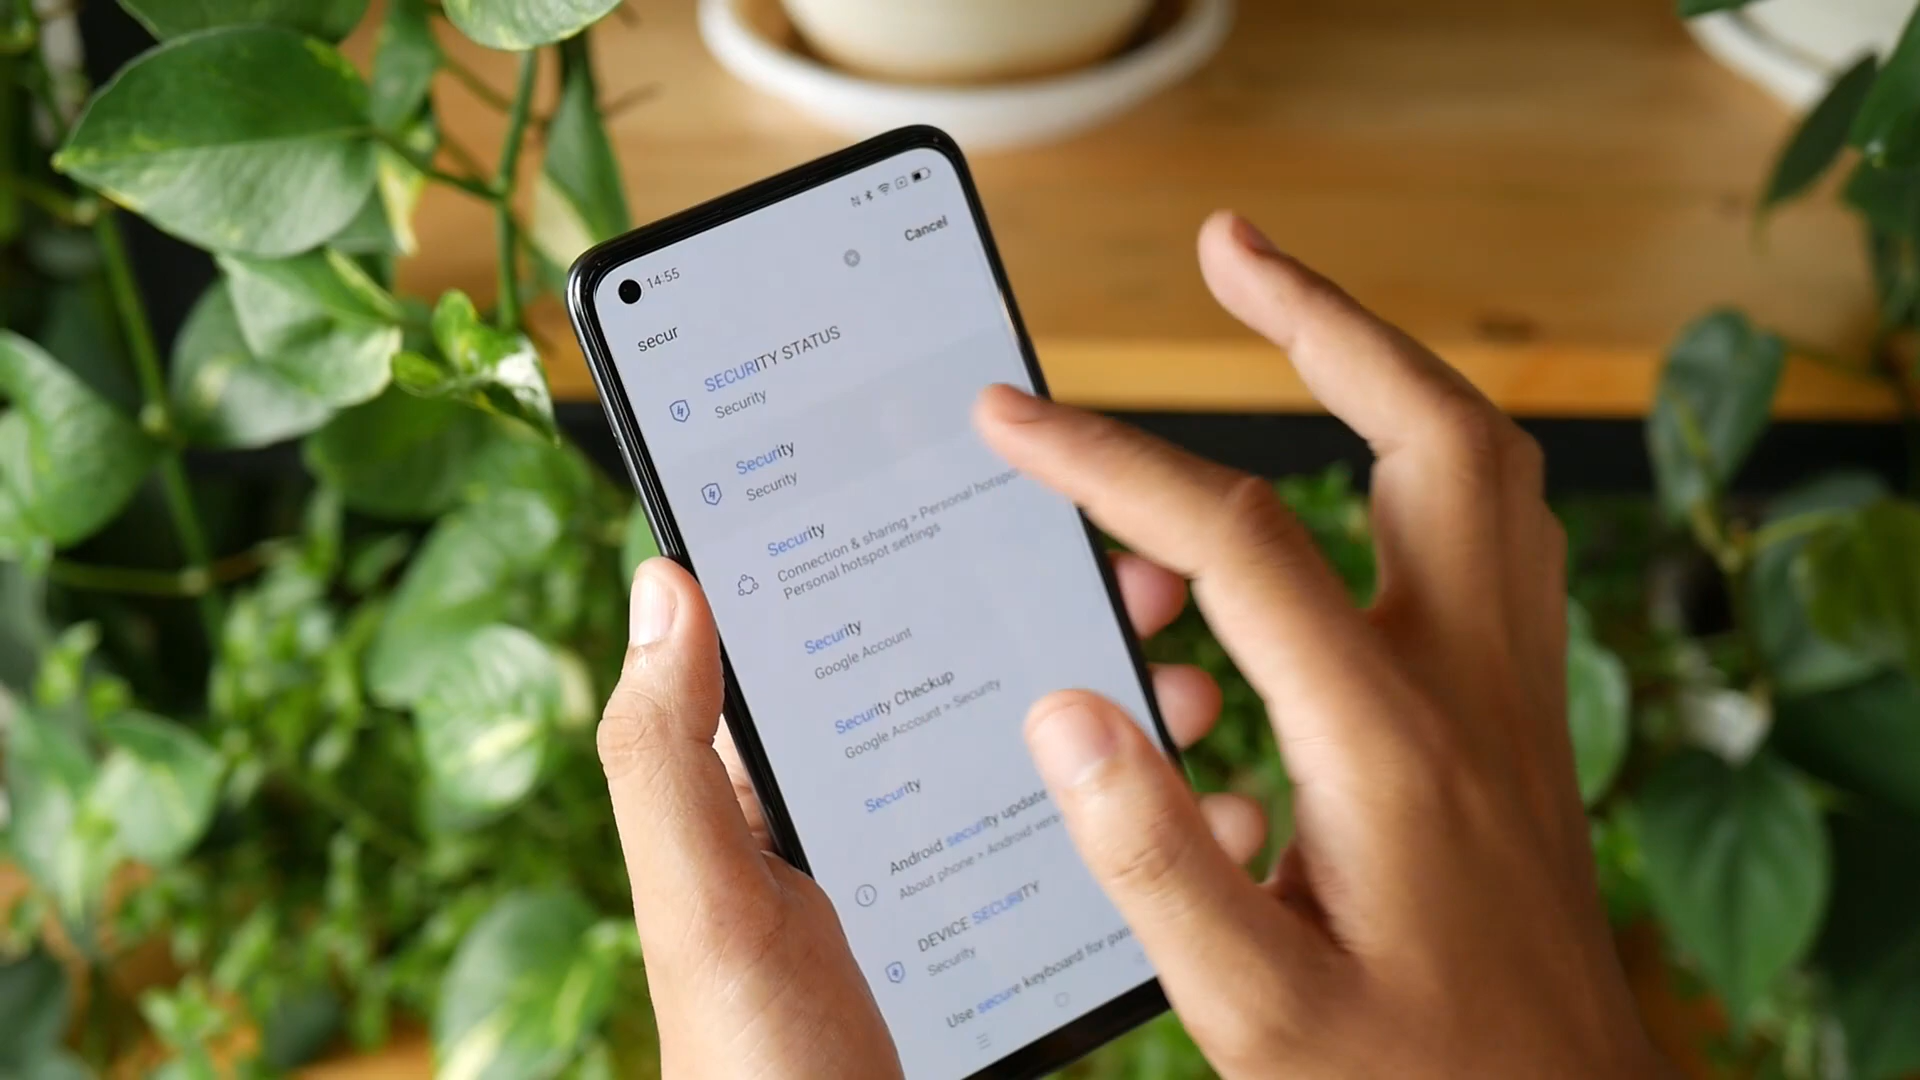 14:55
Cancel
secur
SECURITY STATUS
Security
Security
Security
Security
Connection & sharing > Personal hotspot
Personal hotspot settings
Security
Google Account
Security Checkup
Google Account > Security
Security
Android security update
About phone > Android
DEVICE SECURITY
Security
Use secure keyboard for